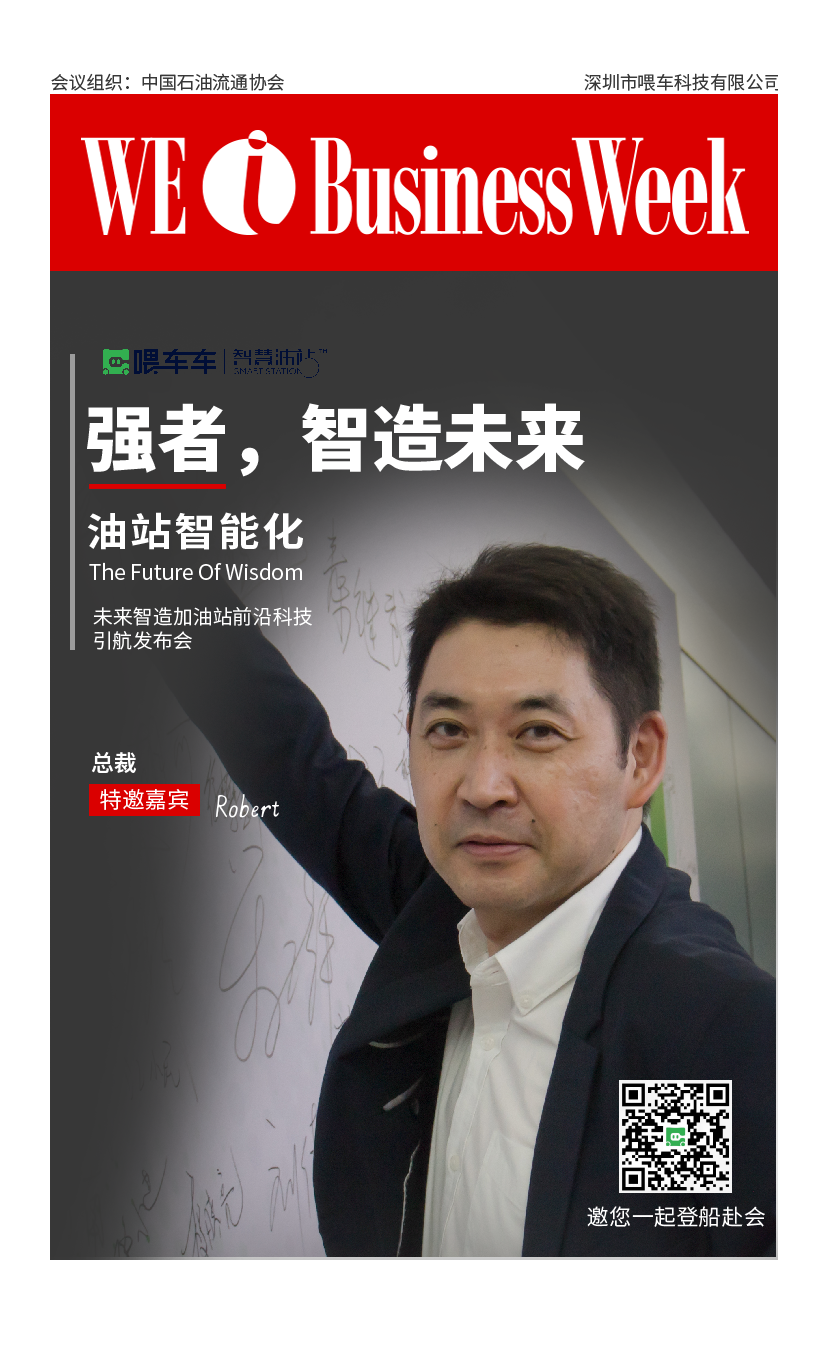 会议组织：中国石油流通协会
深圳市喂车科技有限公司
WE i BusinessWeek
喂车车 智慧油站™
SMART STATION
强者，智造未来
油站智能化
The Future Of Wisdom
未来智造加油站前沿科技
引航发布会
总裁
特邀嘉宾 Robert
邀您一起登船赴会